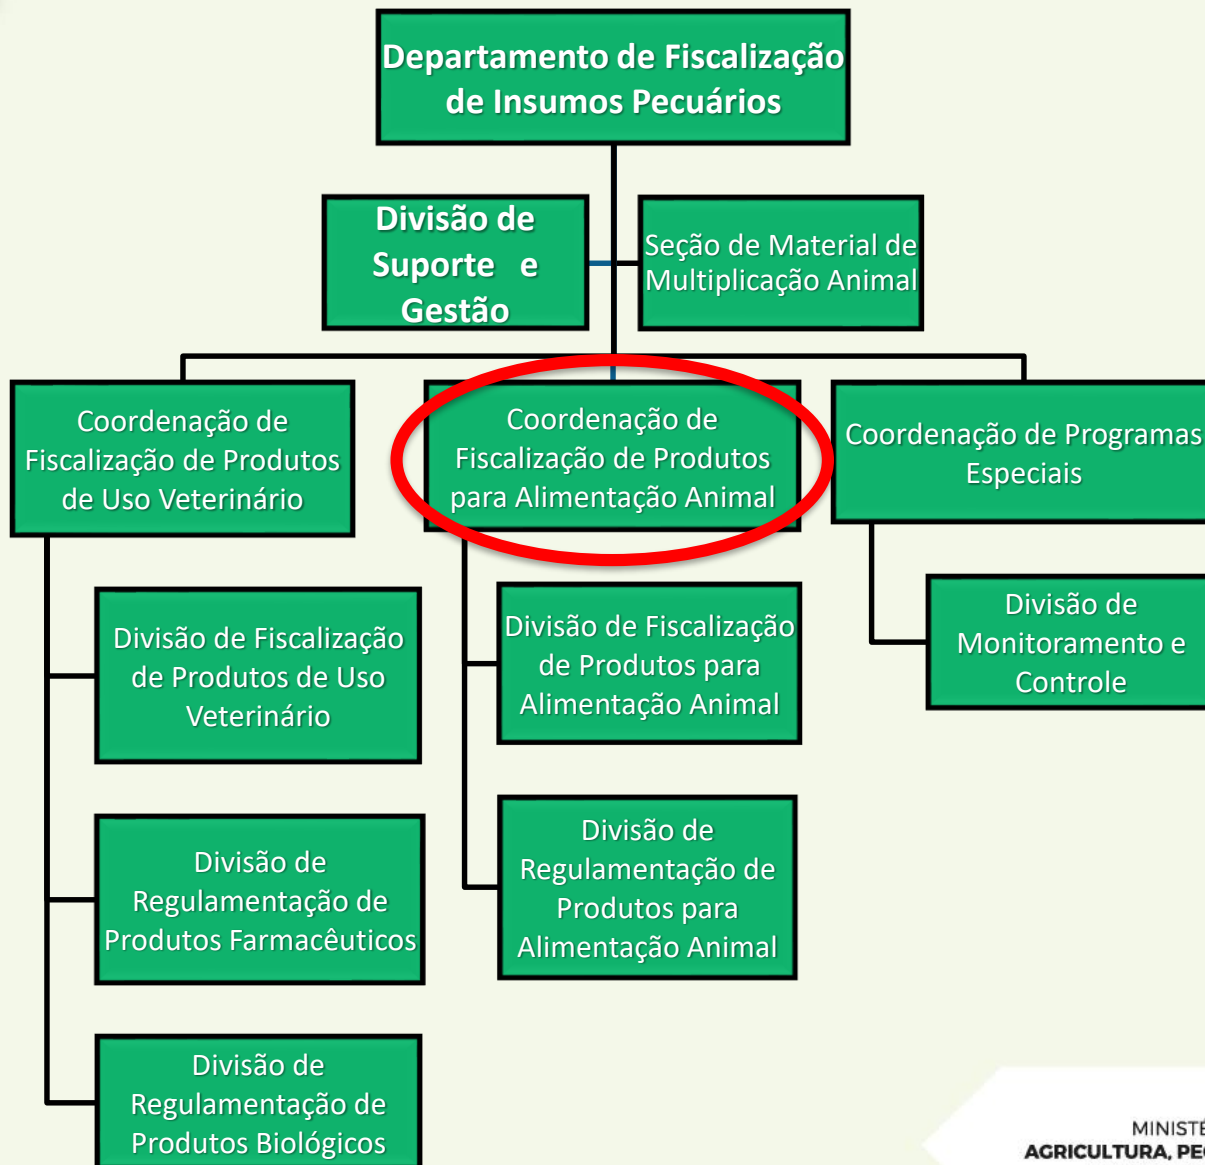 Departamento de Fiscalização
de Insumos Pecuários
Divisão de
Suporte e
Gestão
Seção de Material de
Multiplicação Animal
Coordenação de
Fiscalização de Produtos
de Uso Veterinário
Coordenação de
Fiscalização de Produtos
para Alimentação Animal
Coordenação de Programas
Especiais
Divisão de Fiscalização
de Produtos de Uso
Veterinário
Divisão de
Regulamentação de
Produtos Farmacêuticos
Divisão de
Regulamentação de
Produtos Biológicos
Divisão de Fiscalização
de Produtos para
Alimentação Animal
Divisão de
Regulamentação de
Produtos para
Alimentação Animal
Divisão de
Monitoramento e
Controle
MINISTÉ
AGRICULTURA, PEC